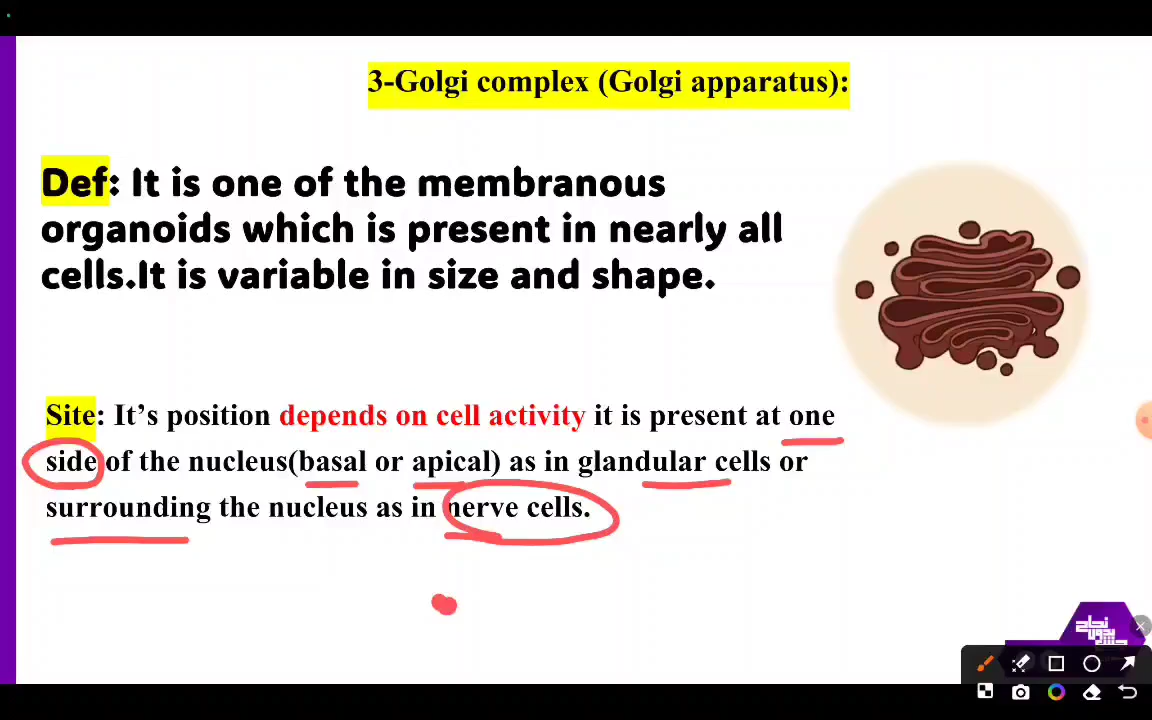 3-Golgi complex (Golgi apparatus):
Def: It is one of the membranous
organoids which is present in nearly all
cells.It is variable in size and shape.
Site: It’s position depends on cell activity it is present at one
side of the nucleus(basal or apical) as in glandular cells or
surrounding the nucleus as in nerve cells.
نجاح
بدون